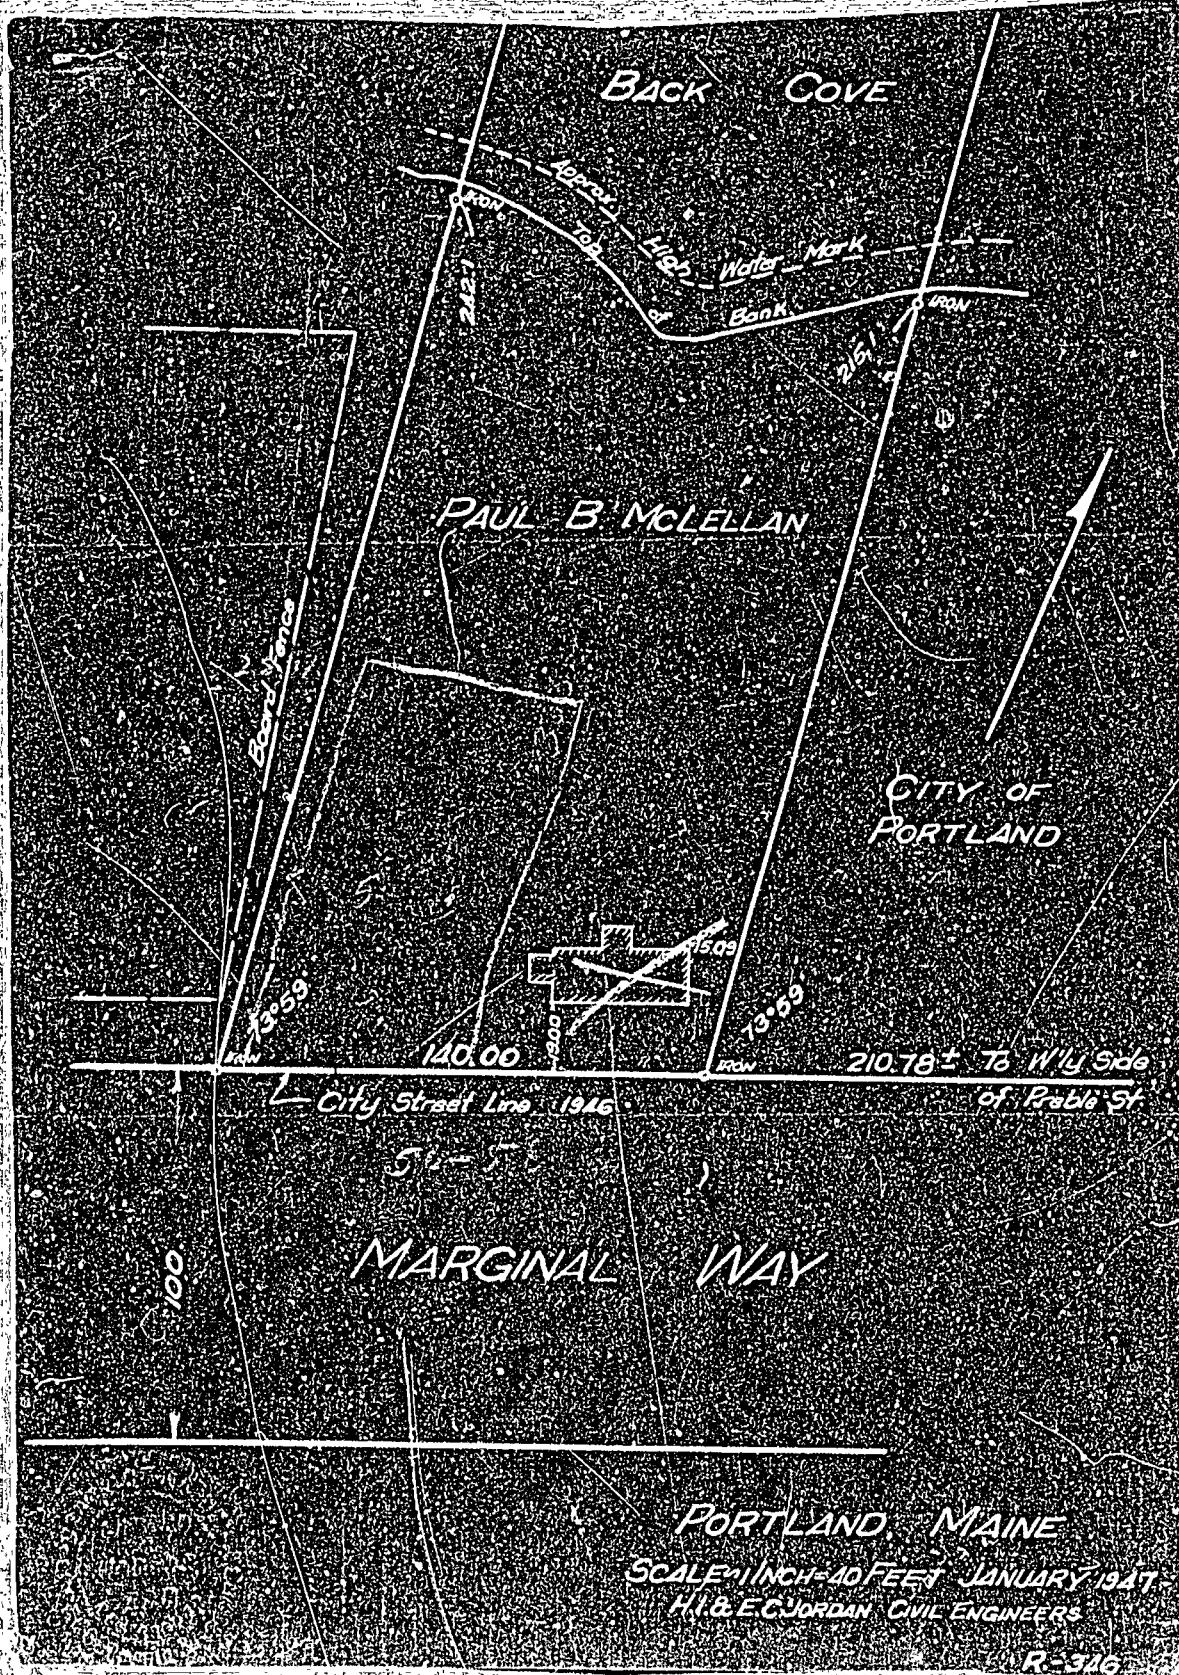 BACK COVE
Approx High Water Mark
Top of Bank
IRON
IRON
242.1
215.1
PAUL B. MCLELLAN
Board Fence
CITY OF
PORTLAND
15.09
73°59
73°59
19.00
140.00
IRON
IRON
210.78± To W'ly Side
of Preble St
City Street Line 1946
100
MARGINAL WAY
PORTLAND, MAINE
SCALE 1 INCH = 40 FEET JANUARY 1947
H.I. & E.C. JORDAN CIVIL ENGINEERS